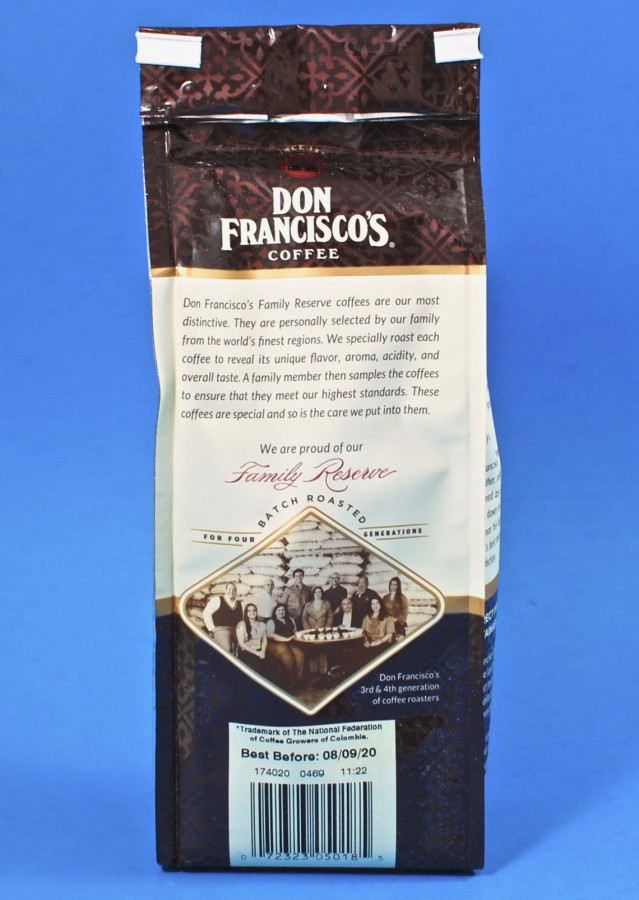 DON
FRANCISCO'S®
COFFEE
Don Francisco's Family Reserve coffees are our most
distinctive. They are personally selected by our family
from the world's finest regions. We specially roast each
coffee to reveal its unique flavor, aroma, acidity, and
overall taste. A family member then samples the coffees
to ensure that they meet our highest standards. These
coffees are special and so is the care we put into them.
We are proud of our
Family Reserve
BATCH ROASTED
FOR FOUR GENERATIONS
Don Francisco's
3rd & 4th generation
of coffee roasters
*Trademark of The National Federation
of Coffee Growers of Colombia.
Best Before: 08/09/20
174020 0469 11:22
0 72323 05018 5